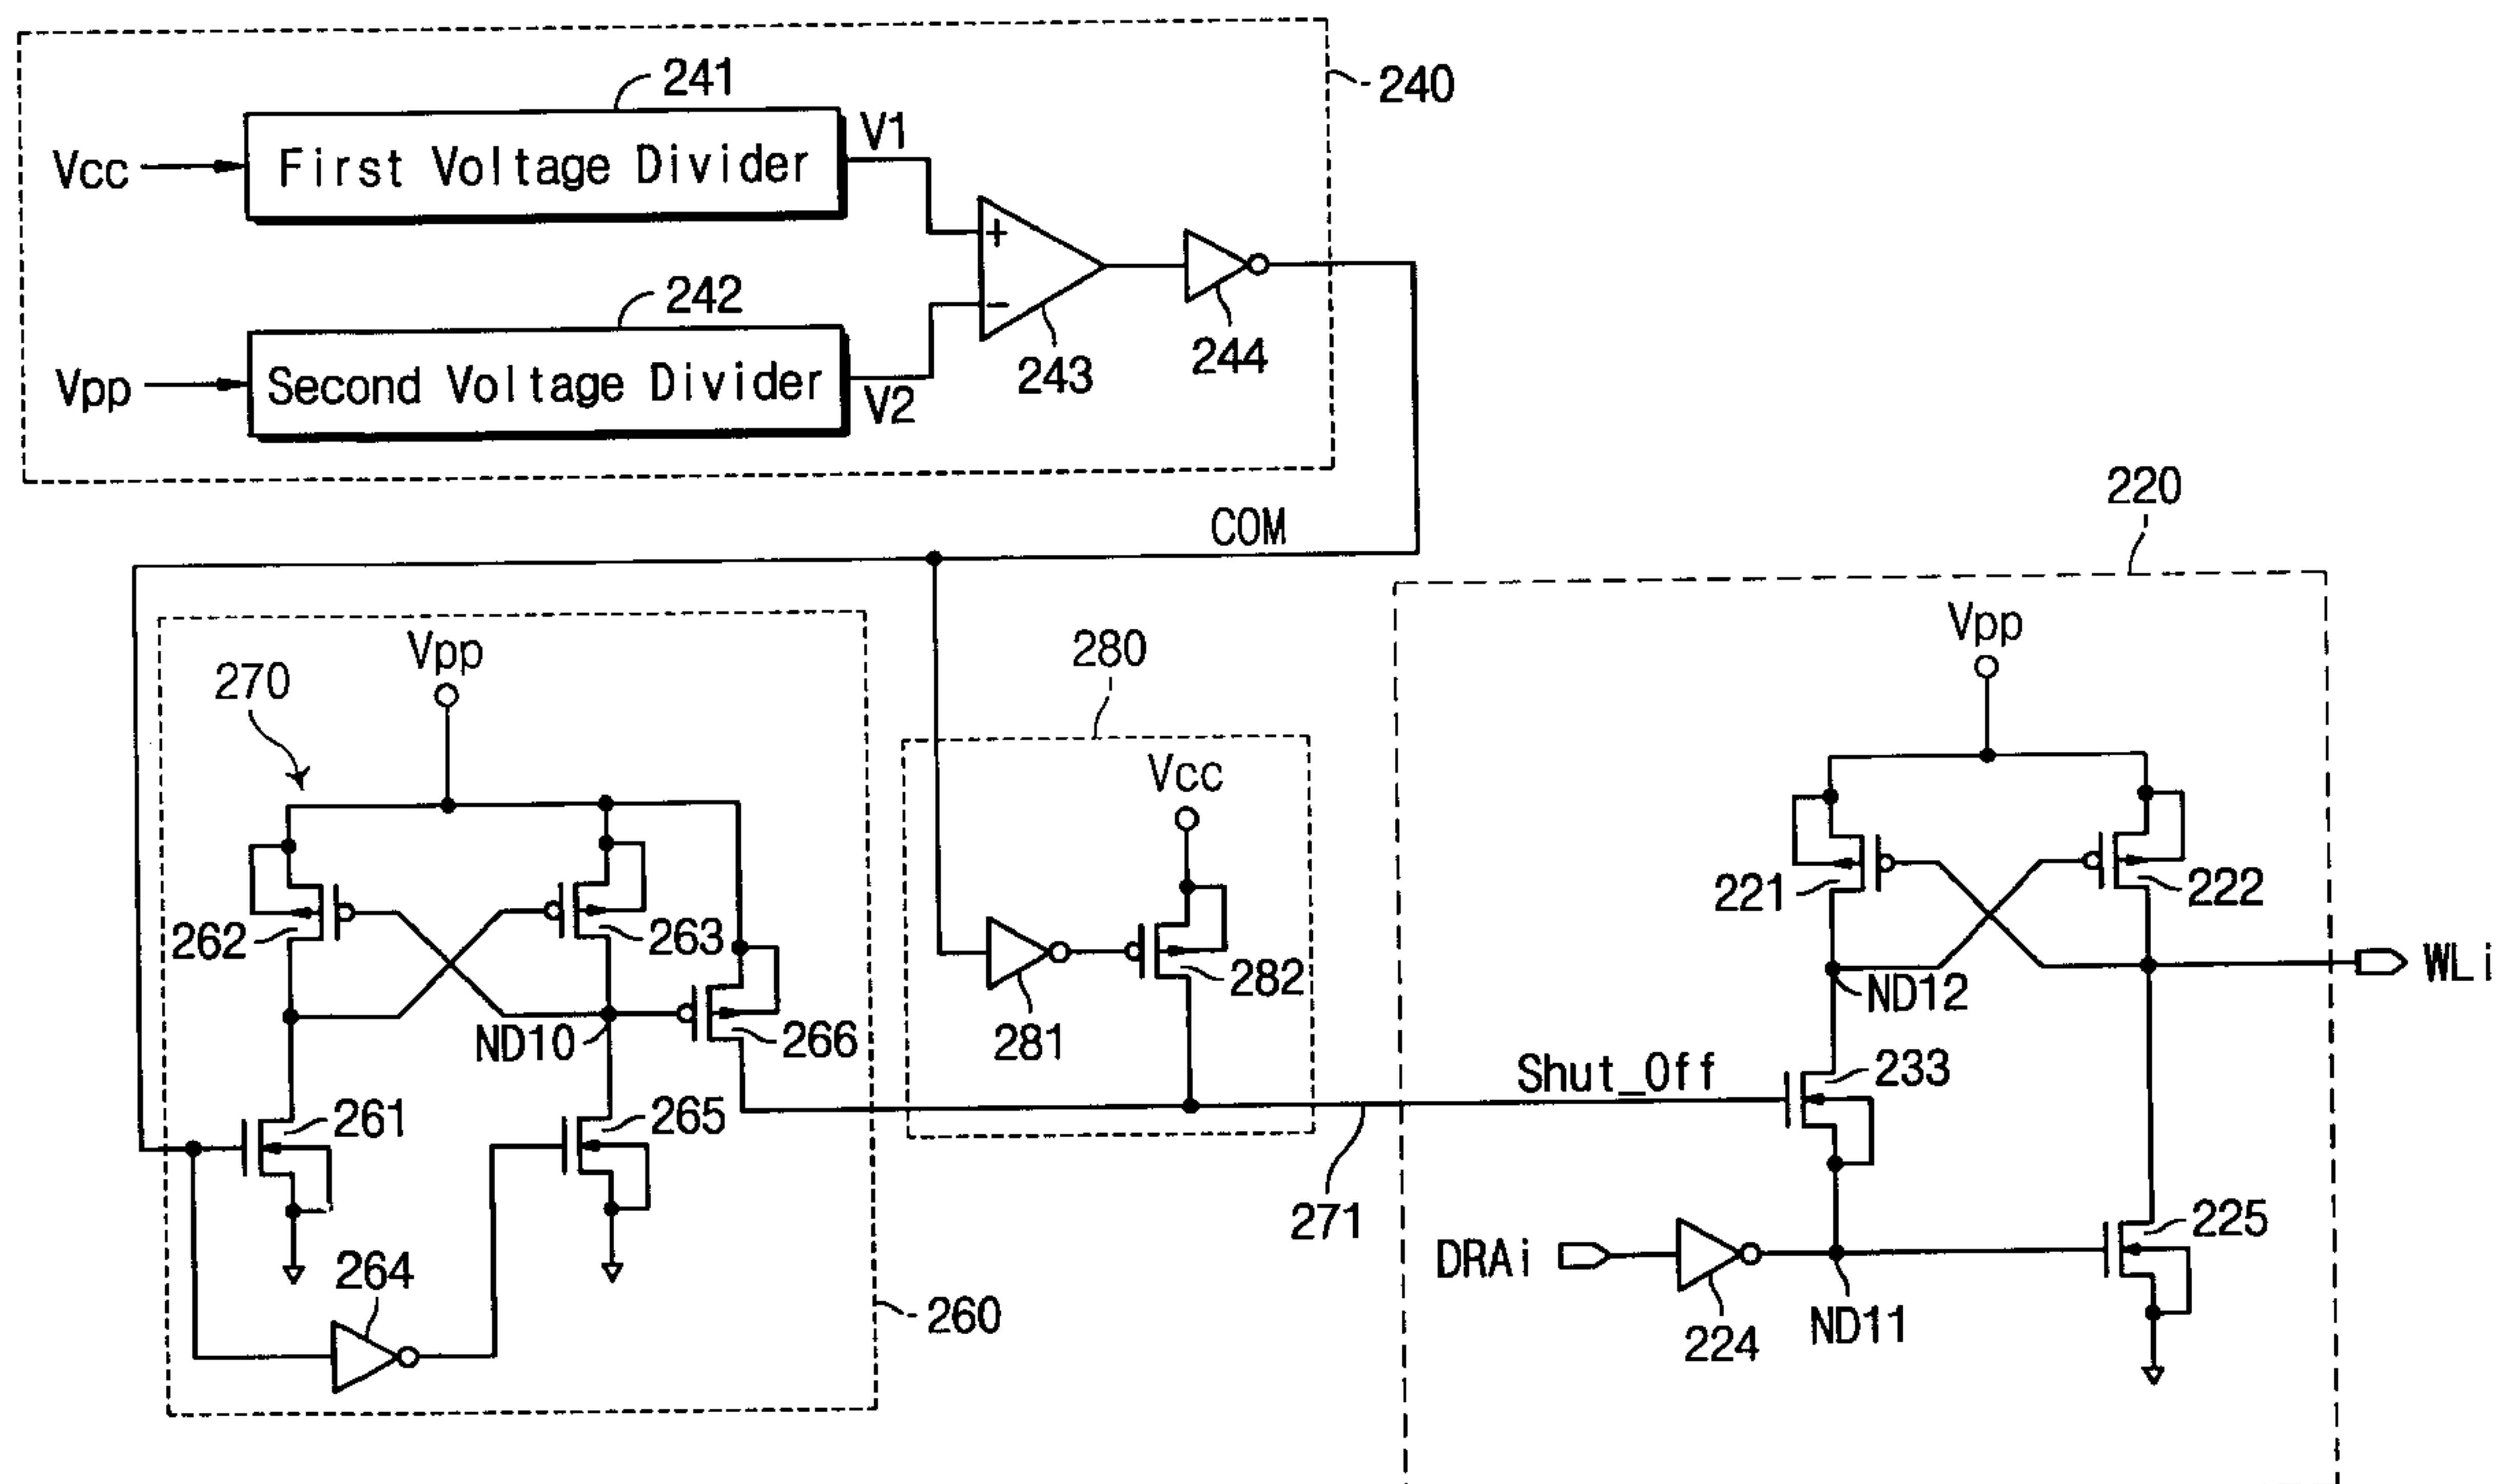 241
240
Vcc
First Voltage Divider
V1
+
242
243
244
Vpp
Second Voltage Divider
V2
−
COM
220
270
Vpp
280
Vpp
Vcc
262
263
221
222
ND10
266
281
282
ND12
WLi
261
265
Shut_Off
233
271
DRAi
225
264
260
224
ND11